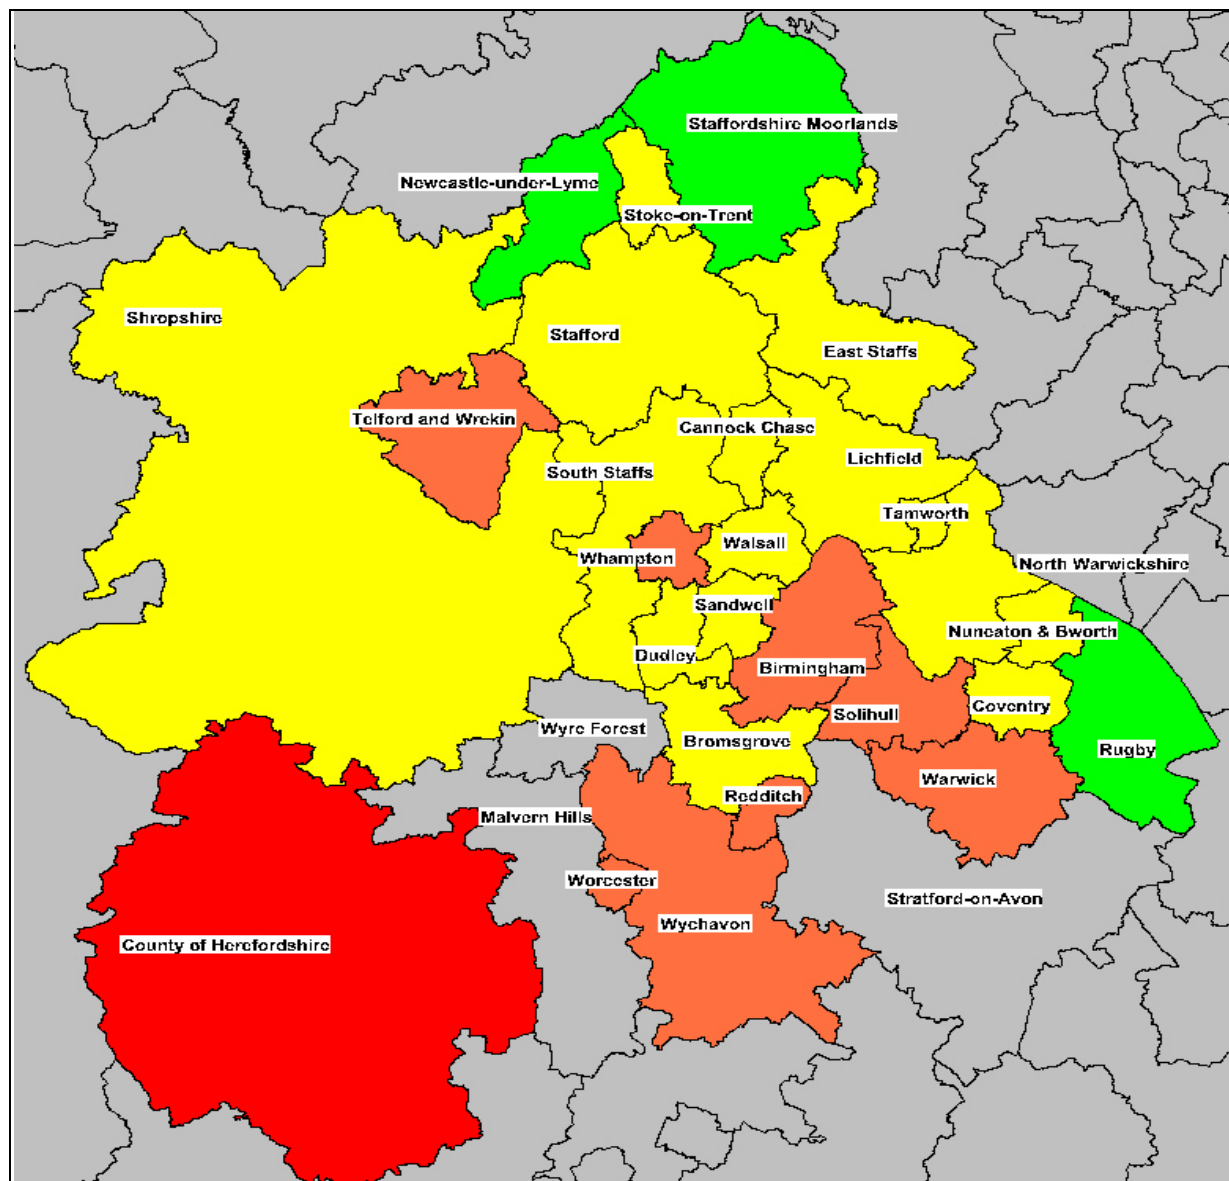 Staffordshire Moorlands
Newcastle-under-Lyme
Stoke-on-Trent
Shropshire
Stafford
East Staffs
Telford and Wrekin
Cannock Chase
Lichfield
South Staffs
Tamworth
Walsall
Whampton
North Warwickshire
Sandwell
Nuneaton & Bworth
Dudley
Birmingham
Coventry
Solihull
Wyre Forest
Bromsgrove
Rugby
Warwick
Redditch
Malvern Hills
Worcester
Stratford-on-Avon
Wychavon
County of Herefordshire